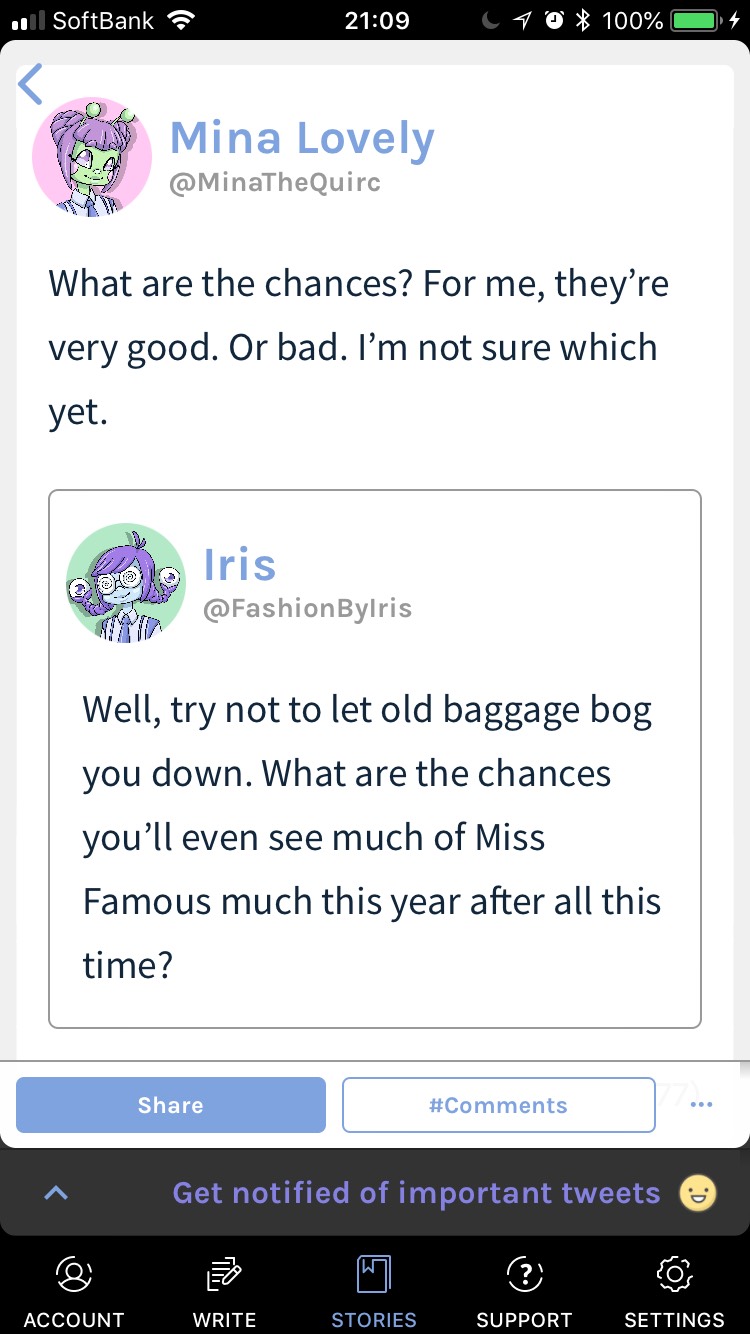 SoftBank 21:09 100%
Mina Lovely
@MinaTheQuirc
What are the chances? For me, they’re
very good. Or bad. I’m not sure which
yet.
Iris
@FashionByIris
Well, try not to let old baggage bog
you down. What are the chances
you’ll even see much of Miss
Famous much this year after all this
time?
Share #Comments ...
Get notified of important tweets
ACCOUNT WRITE STORIES SUPPORT SETTINGS